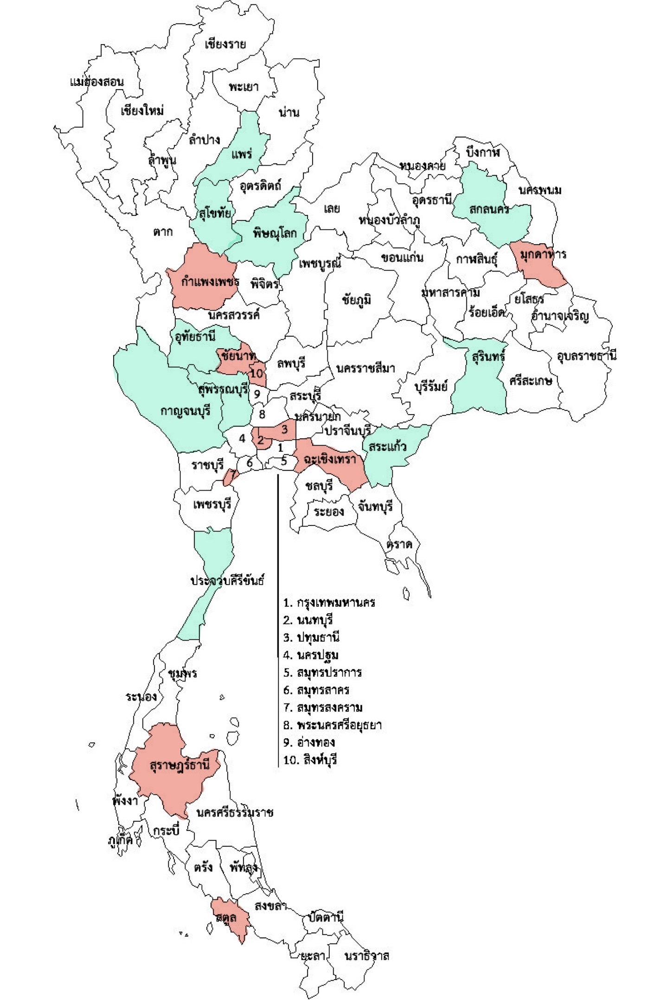 เชียงราย
แม่ฮ่องสอน
พะเยา
เชียงใหม่
น่าน
ลำปาง
แพร่
ลำพูน
บึงกาฬ
หนองคาย
อุตรดิตถ์
นครพนม
อุดรธานี
เลย
สกลนคร
สุโขทัย
หนองบัวลำภู
ตาก
พิษณุโลก
มุกดาหาร
ขอนแก่น
กาฬสินธุ์
เพชบูรณ์
กำแพงเพชร
พิจิตร
มหาสารคาม
ชัยภูมิ
ยโสธร
ร้อยเอ็ด
นครสวรรค์
อำนาจเจริญ
อุทัยธานี
ชัยนาท
สุรินทร์
อุบลราชธานี
ลพบุรี
นครราชสีมา
10
ศรีสะเกษ
บุรีรัมย์
สุพรรณบุรี
9
สระบุรี
กาญจนบุรี
8
นครนายก
3
ปราจีนบุรี
4
2
1
สระแก้ว
ฉะเชิงเทรา
ราชบุรี
6
5
7
ชลบุรี
เพชรบุรี
ระยอง
จันทบุรี
ตราด
ประจวบคีรีขันธ์
1. กรุงเทพมหานคร
2. นนทบุรี
3. ปทุมธานี
4. นครปฐม
5. สมุทรปราการ
6. สมุทรสาคร
7. สมุทรสงคราม
8. พระนครศรีอยุธยา
9. อ่างทอง
10. สิงห์บุรี
ชุมพร
ระนอง
สุราษฎร์ธานี
พังงา
นครศรีธรรมราช
กระบี่
ภูเก็ต
ตรัง
พัทลุง
สงขลา
สตูล
ปัตตานี
ยะลา
นราธิวาส